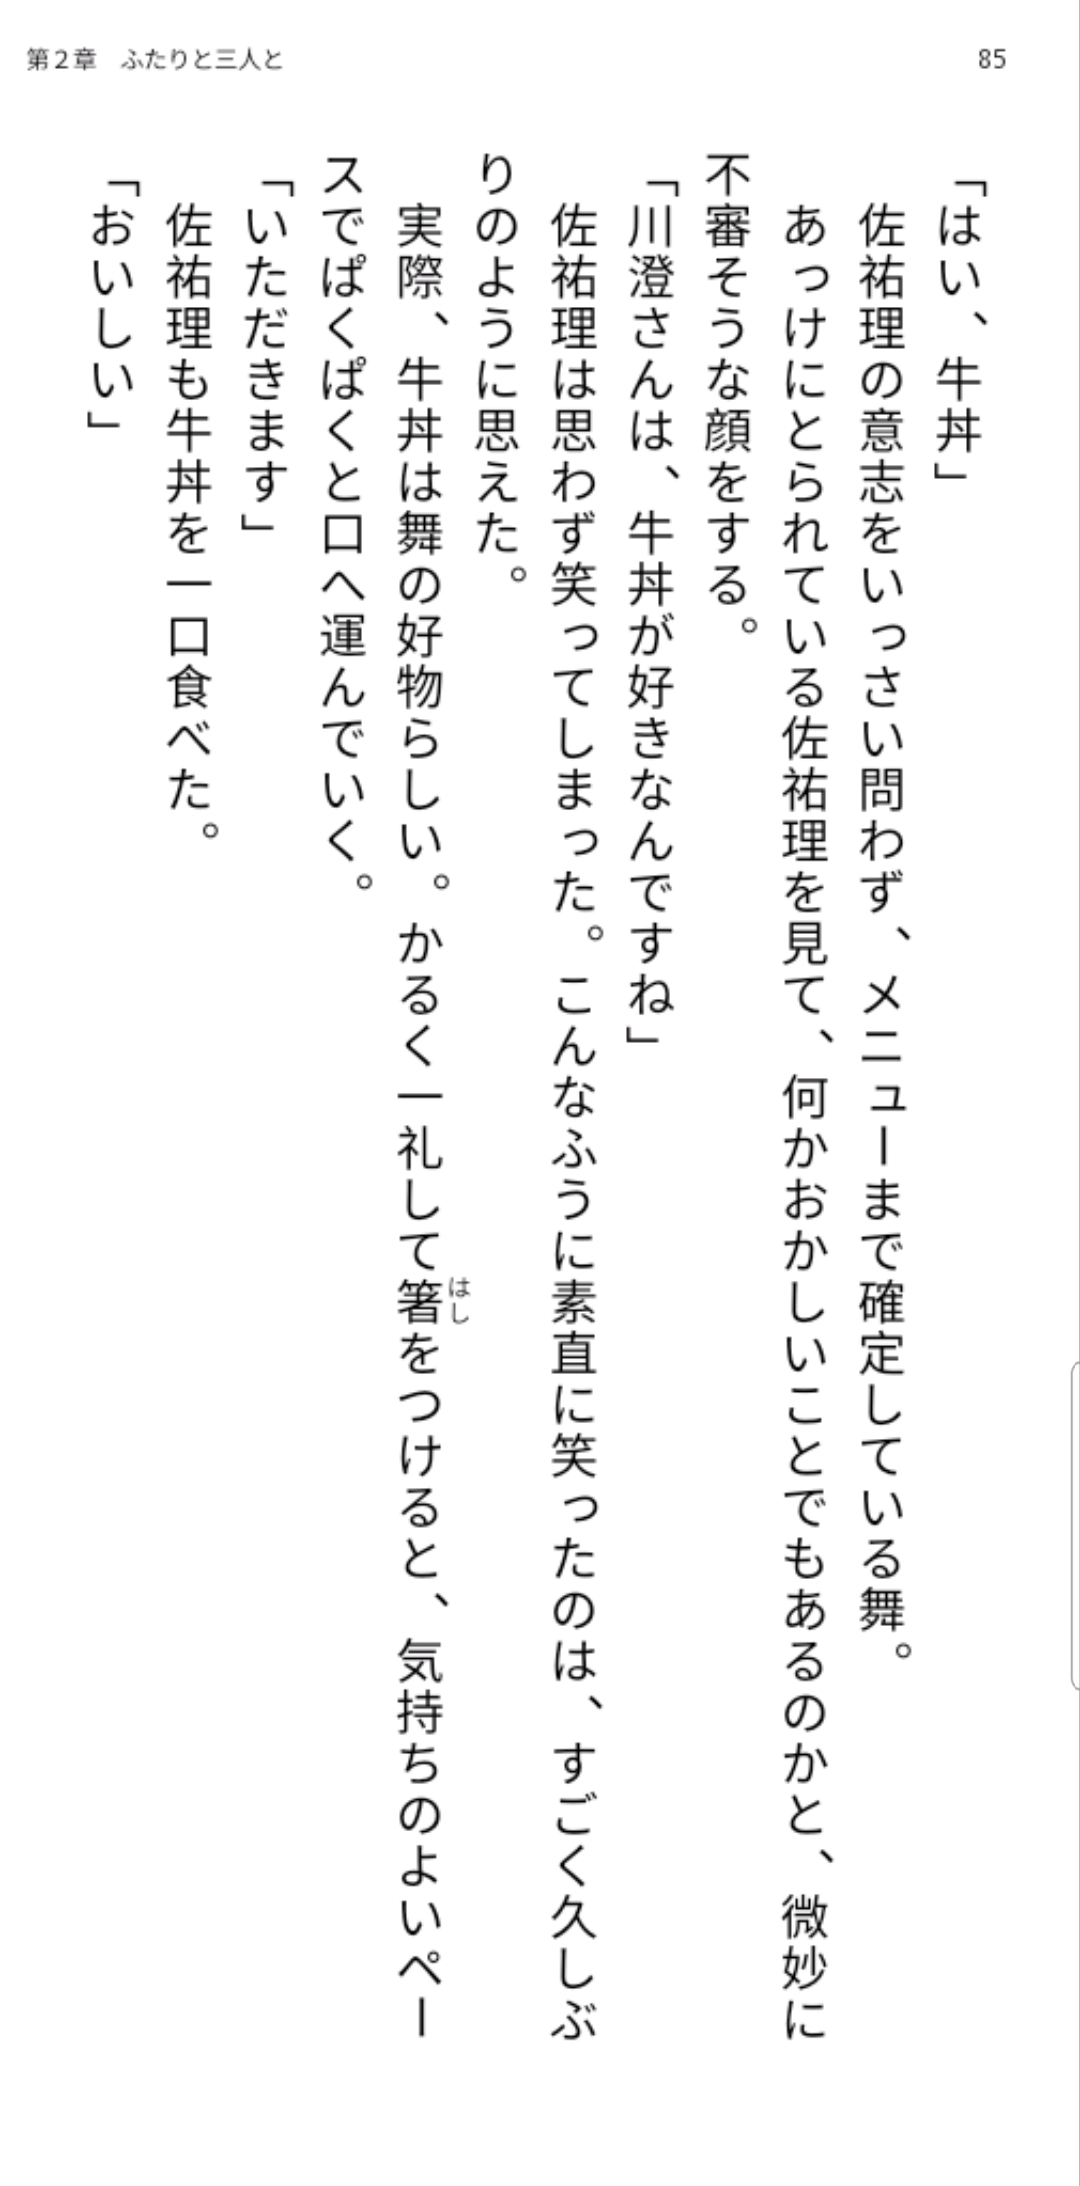 第２章　ふたりと三人と
85
「はい、牛丼」
　佐祐理の意志をいっさい問わず、メニューまで確定している舞。
　あっけにとられている佐祐理を見て、何かおかしいことでもあるのかと、微妙に
不審そうな顔をする。
「川澄さんは、牛丼が好きなんですね」
　佐祐理は思わず笑ってしまった。こんなふうに素直に笑ったのは、すごく久しぶ
りのように思えた。
　実際、牛丼は舞の好物らしい。かるく一礼して箸はしをつけると、気持ちのよいペー
スでぱくぱくと口へ運んでいく。
「いただきます」
　佐祐理も牛丼を一口食べた。
「おいしい」